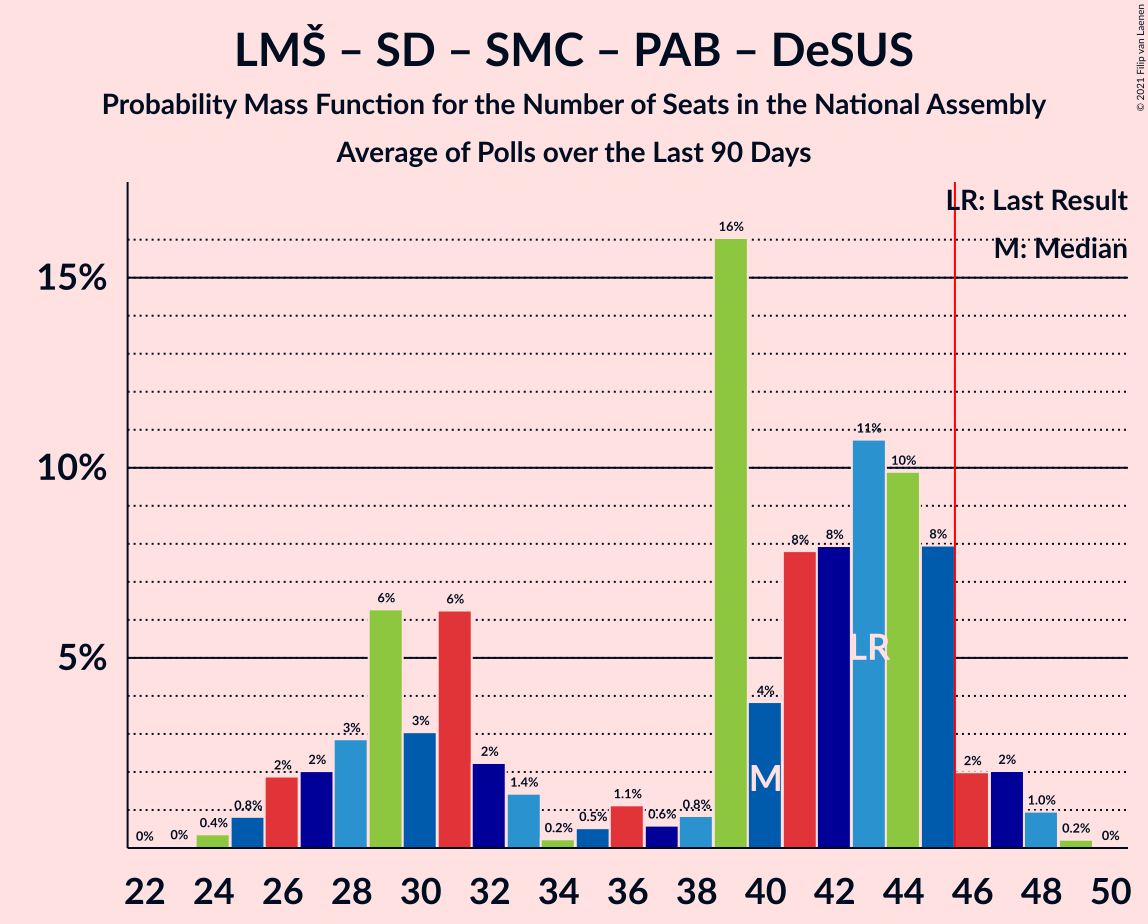 LMŠ – SD – SMC – PAB – DeSUS
Probability Mass Function for the Number of Seats in the National Assembly
Average of Polls over the Last 90 Days
© 2021 Filip van Laenen
LR: Last Result
M: Median
15%
10%
5%
0% 0% 0.4% 0.8% 2% 2% 3% 6% 3% 6% 2% 1.4% 0.2% 0.5% 1.1% 0.6% 0.8% 16% 4% 8% 8% 11% 10% 8% 2% 2% 1.0% 0.2% 0%
LR
M
22 24 26 28 30 32 34 36 38 40 42 44 46 48 50